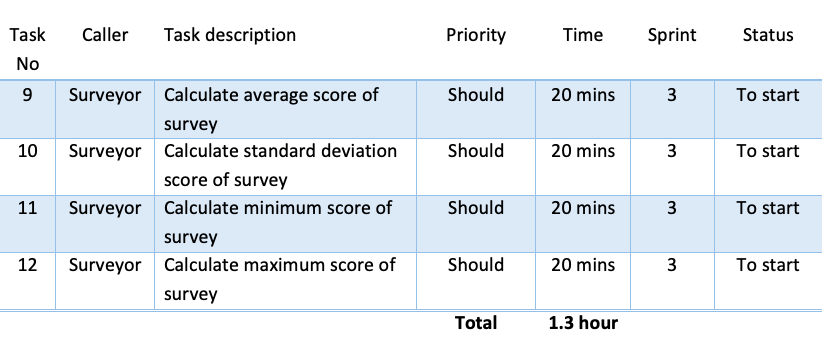 Task No Caller Task description Priority Time Sprint Status
9 Surveyor Calculate average score of survey Should 20 mins 3 To start
10 Surveyor Calculate standard deviation score of survey Should 20 mins 3 To start
11 Surveyor Calculate minimum score of survey Should 20 mins 3 To start
12 Surveyor Calculate maximum score of survey Should 20 mins 3 To start
Total 1.3 hour